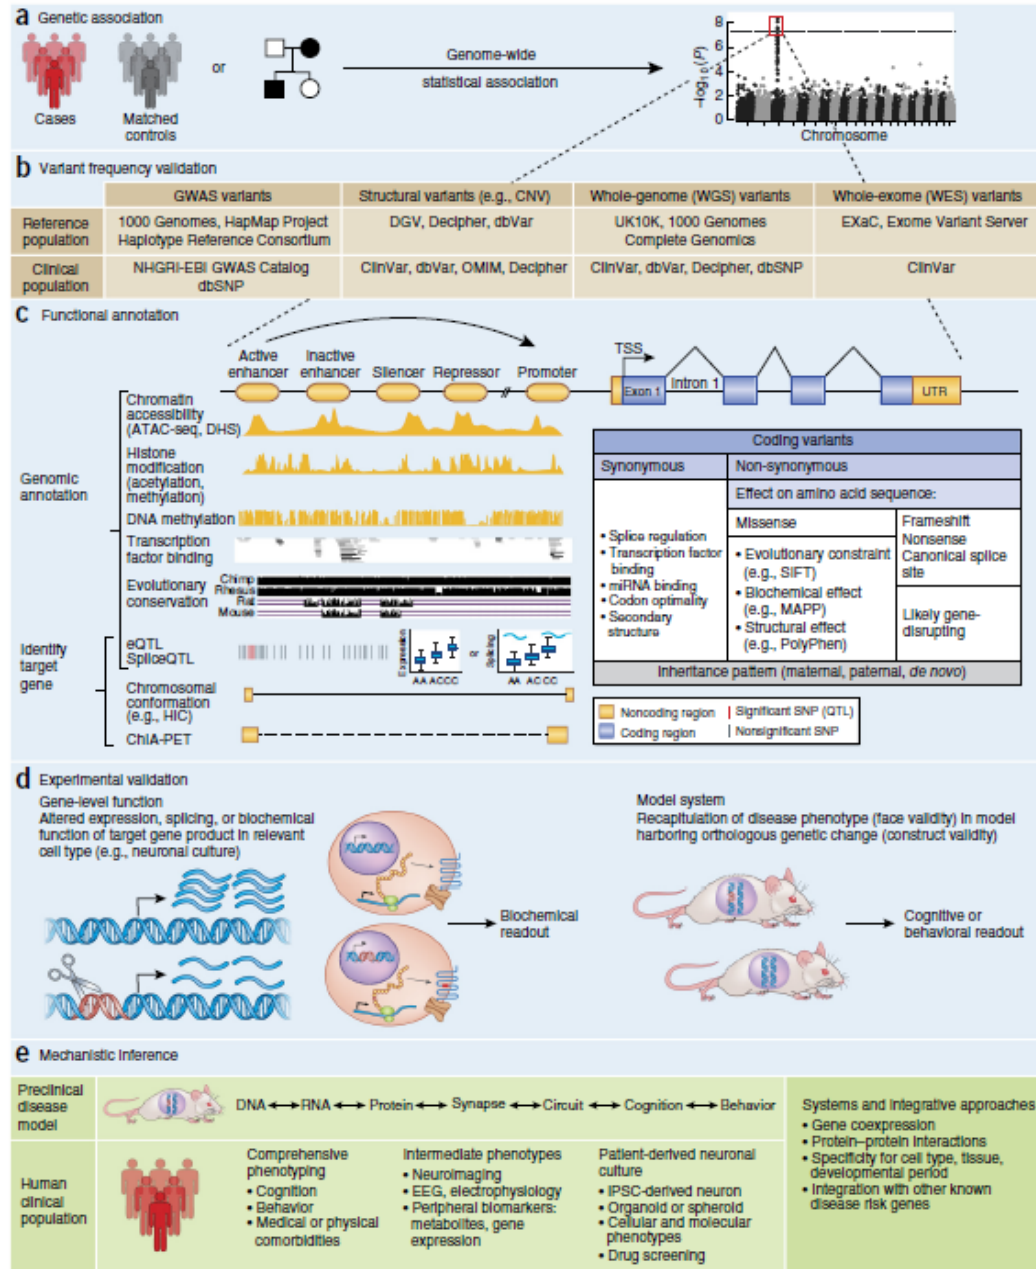 a Genetic association
Cases
Matched
controls
or
Genome-wide
statistical association
–log10(P)
8
6
4
2
0
Chromosome
b Variant frequency validation
GWAS variants
Structural variants (e.g., CNV)
Whole-genome (WGS) variants
Whole-exome (WES) variants
Reference
population
1000 Genomes, HapMap Project
Haplotype Reference Consortium
DGV, Decipher, dbVar
UK10K, 1000 Genomes
Complete Genomics
EXaC, Exome Variant Server
Clinical
population
NHGRI-EBI GWAS Catalog
dbSNP
ClinVar, dbVar, OMIM, Decipher
ClinVar, dbVar, Decipher, dbSNP
ClinVar
c Functional annotation
Active
enhancer
Inactive
enhancer
Silencer
Repressor
//
Promoter
TSS
Exon 1
Intron 1
UTR
Genomic
annotation
Chromatin
accessibility
(ATAC-seq, DHS)
Histone
modification
(acetylation,
methylation)
DNA methylation
Transcription
factor binding
Evolutionary
conservation
Chimp
Rhesus
Rat
Mouse
Identify
target
gene
eQTL
SpliceQTL
Expression
AA AC CC
or
Splicing
AA AC CC
Chromosomal
conformation
(e.g., HIC)
ChIA-PET
Coding variants
Synonymous
Non-synonymous
Effect on amino acid sequence:
• Splice regulation
• Transcription factor
binding
• miRNA binding
• Codon optimality
• Secondary
structure
Missense
• Evolutionary constraint
(e.g., SIFT)
• Biochemical effect
(e.g., MAPP)
• Structural effect
(e.g., PolyPhen)
Frameshift
Nonsense
Canonical splice
site
Likely gene-
disrupting
Inheritance pattern (maternal, paternal, de novo)
Noncoding region
Significant SNP (QTL)
Coding region
Nonsignificant SNP
d Experimental validation
Gene-level function
Altered expression, splicing, or biochemical
function of target gene product in relevant
cell type (e.g., neuronal culture)
Biochemical
readout
Model system
Recapitulation of disease phenotype (face validity) in model
harboring orthologous genetic change (construct validity)
Cognitive or
behavioral readout
e Mechanistic inference
Preclinical
disease
model
DNA ↔ RNA ↔ Protein ↔ Synapse ↔ Circuit ↔ Cognition ↔ Behavior
Human
clinical
population
Comprehensive
phenotyping
• Cognition
• Behavior
• Medical or physical
comorbidities
Intermediate phenotypes
• Neuroimaging
• EEG, electrophysiology
• Peripheral biomarkers:
metabolites, gene
expression
Patient-derived neuronal
culture
• IPSC-derived neuron
• Organoid or spheroid
• Cellular and molecular
phenotypes
• Drug screening
Systems and integrative approaches
• Gene coexpression
• Protein–protein interactions
• Specificity for cell type, tissue,
developmental period
• Integration with other known
disease risk genes